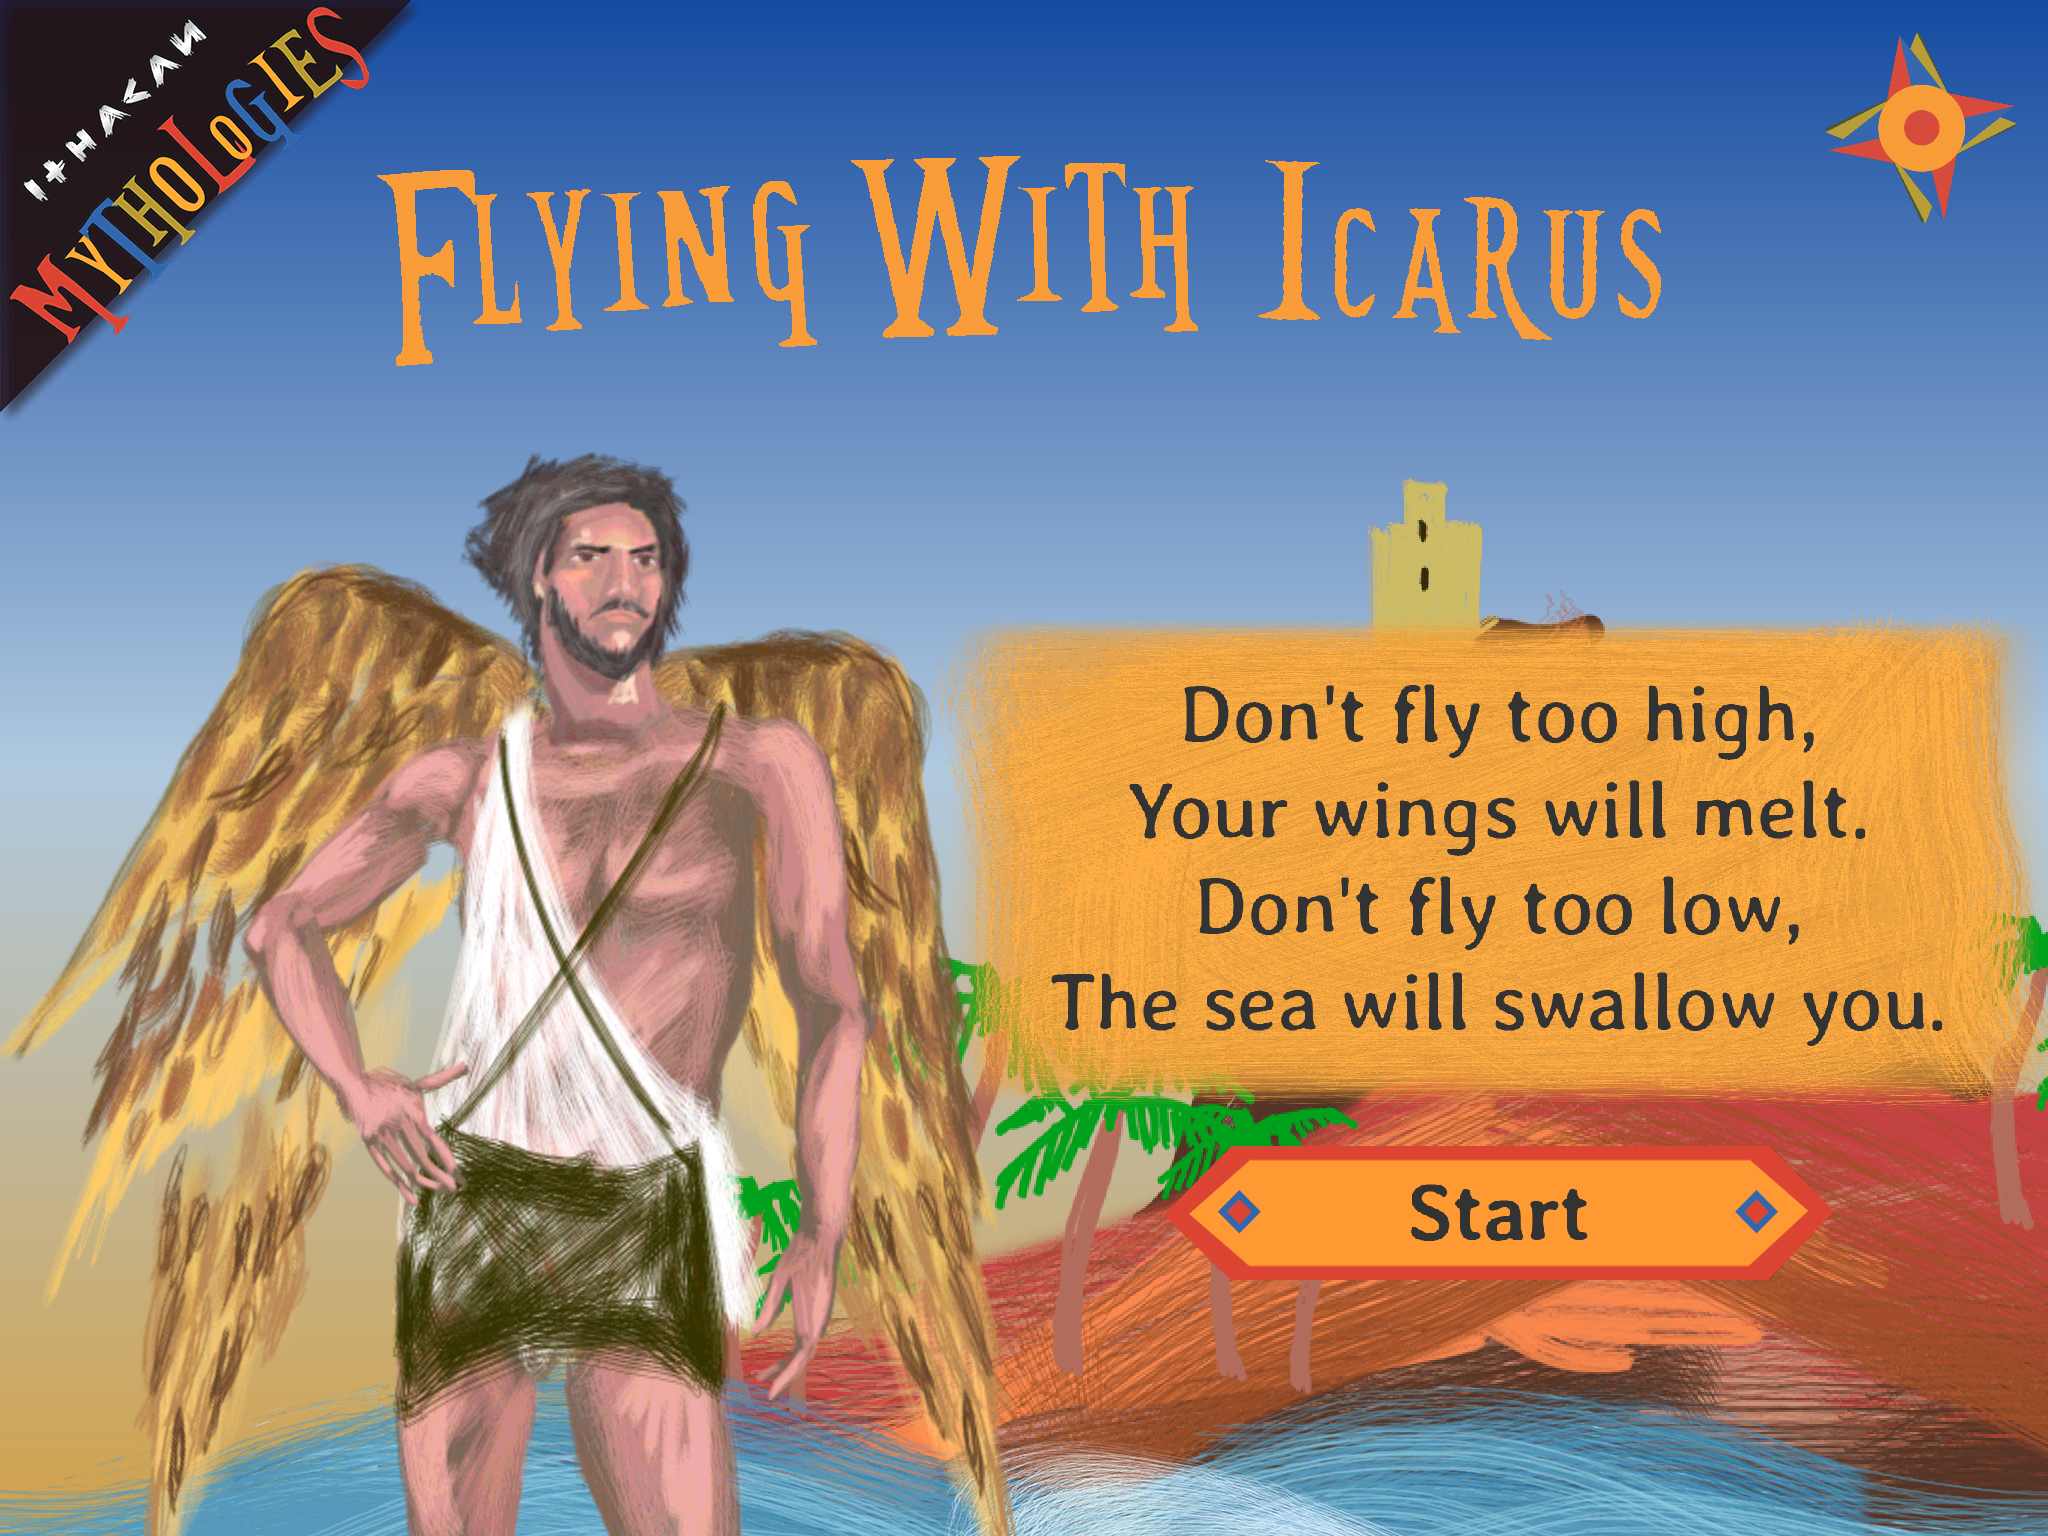 ITHACAN
MYTHOLOGIES
FLYING WITH ICARUS
Don't fly too high,
Your wings will melt.
Don't fly too low,
The sea will swallow you.
Start